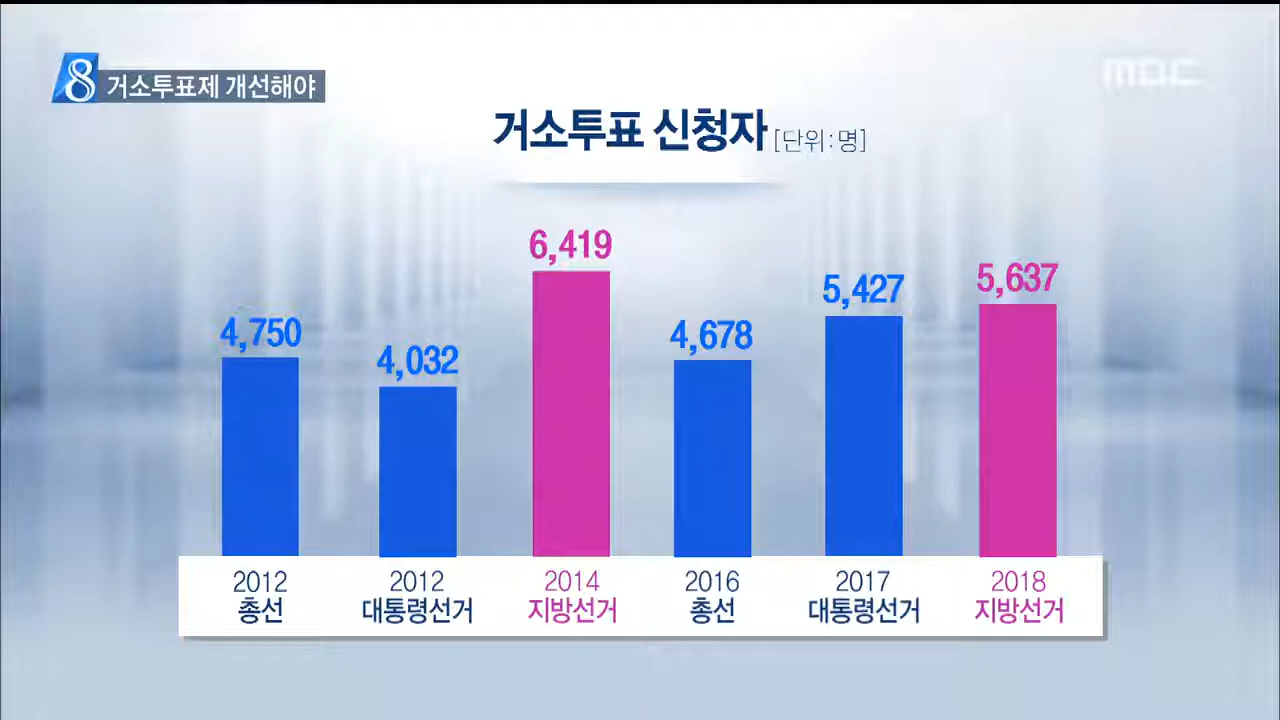 8 거소투표제 개선해야
MBC
거소투표 신청자 [단위:명]
4,750
4,032
6,419
4,678
5,427
5,637
2012 총선
2012 대통령선거
2014 지방선거
2016 총선
2017 대통령선거
2018 지방선거